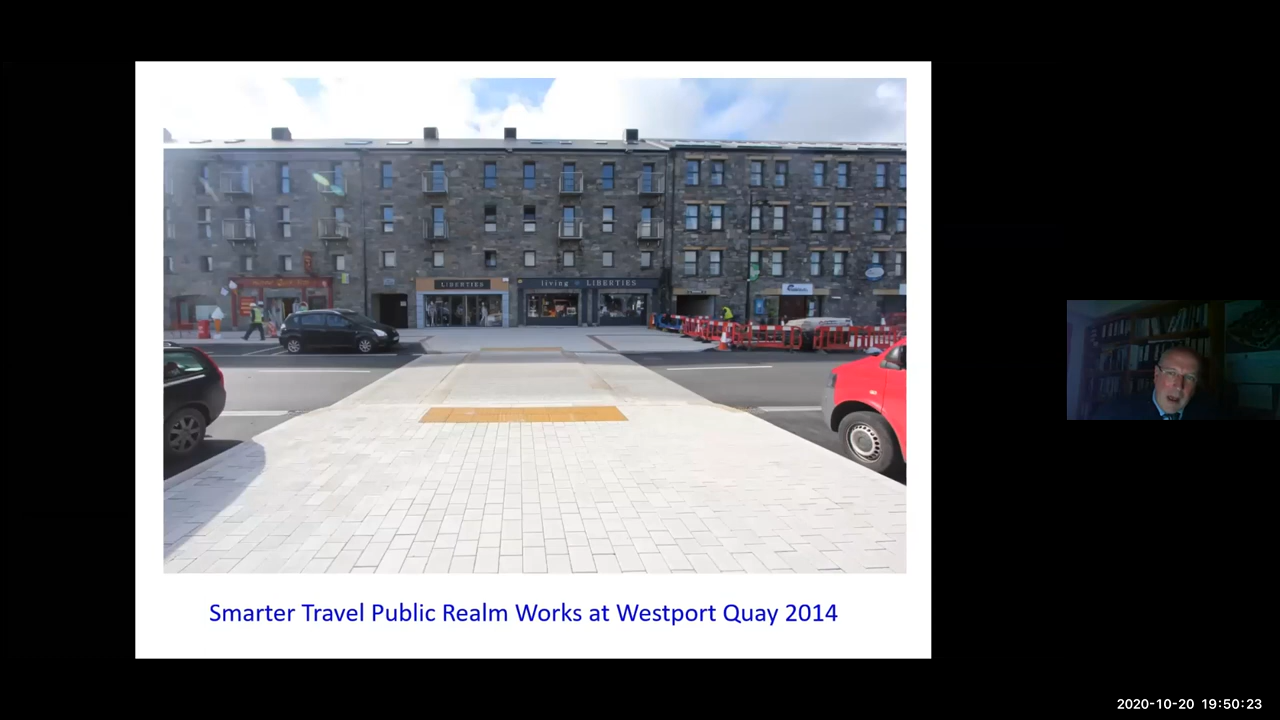 LIBERTIES
living LIBERTIES
Smarter Travel Public Realm Works at Westport Quay 2014
2020-10-20 19:50:23